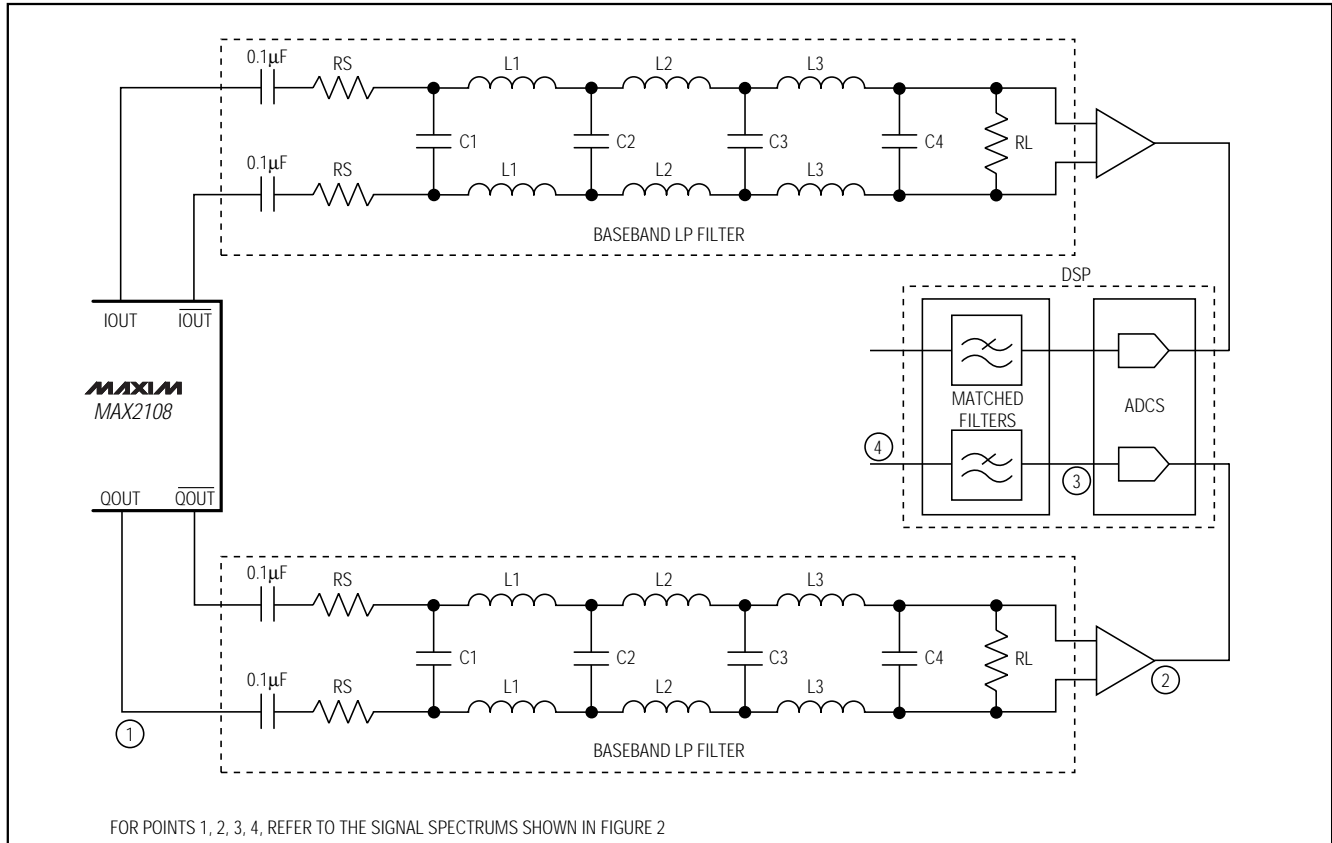 0.1μF RS L1 L2 L3
C1 C2 C3 C4 RL
0.1μF RS L1 L2 L3
BASEBAND LP FILTER
DSP
IOUT IOUT
MAXIM
MAX2108
MATCHED
FILTERS
ADCS
4
3
QOUT QOUT
0.1μF RS L1 L2 L3
C1 C2 C3 C4 RL
2
0.1μF RS L1 L2 L3
1
BASEBAND LP FILTER
FOR POINTS 1, 2, 3, 4, REFER TO THE SIGNAL SPECTRUMS SHOWN IN FIGURE 2